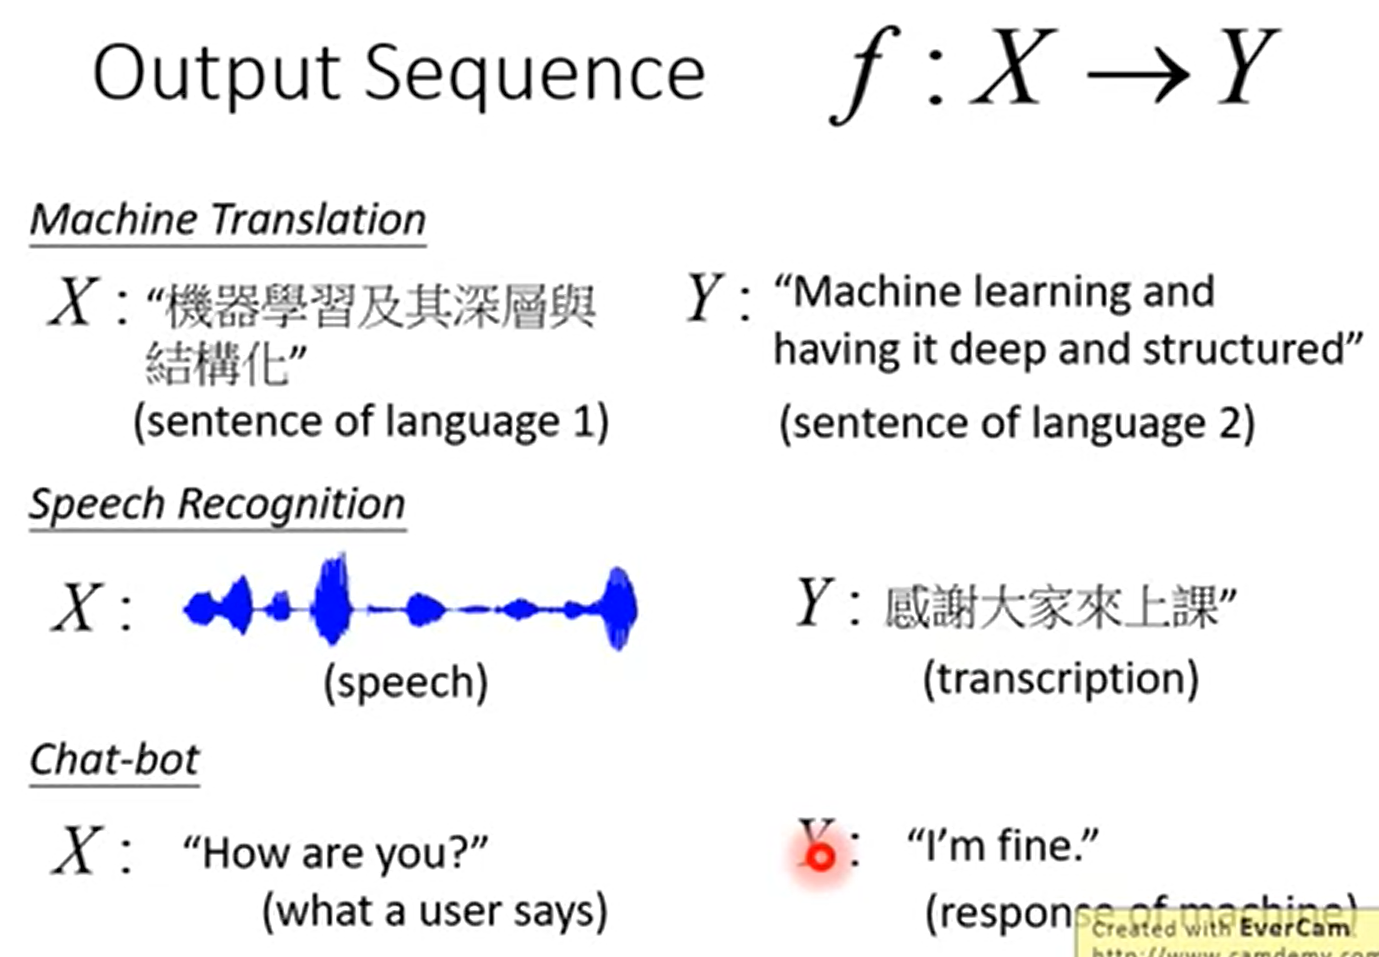 Output Sequence f : X → Y
Machine Translation
X : “機器學習及其深層與
結構化”
(sentence of language 1)
Y : “Machine learning and
having it deep and structured”
(sentence of language 2)
Speech Recognition
X :
(speech)
Y : 感謝大家來上課”
(transcription)
Chat-bot
X : “How are you?”
(what a user says)
Y : “I’m fine.”
(response of machine)
Created with EverCam.
http://www.camdemy.com